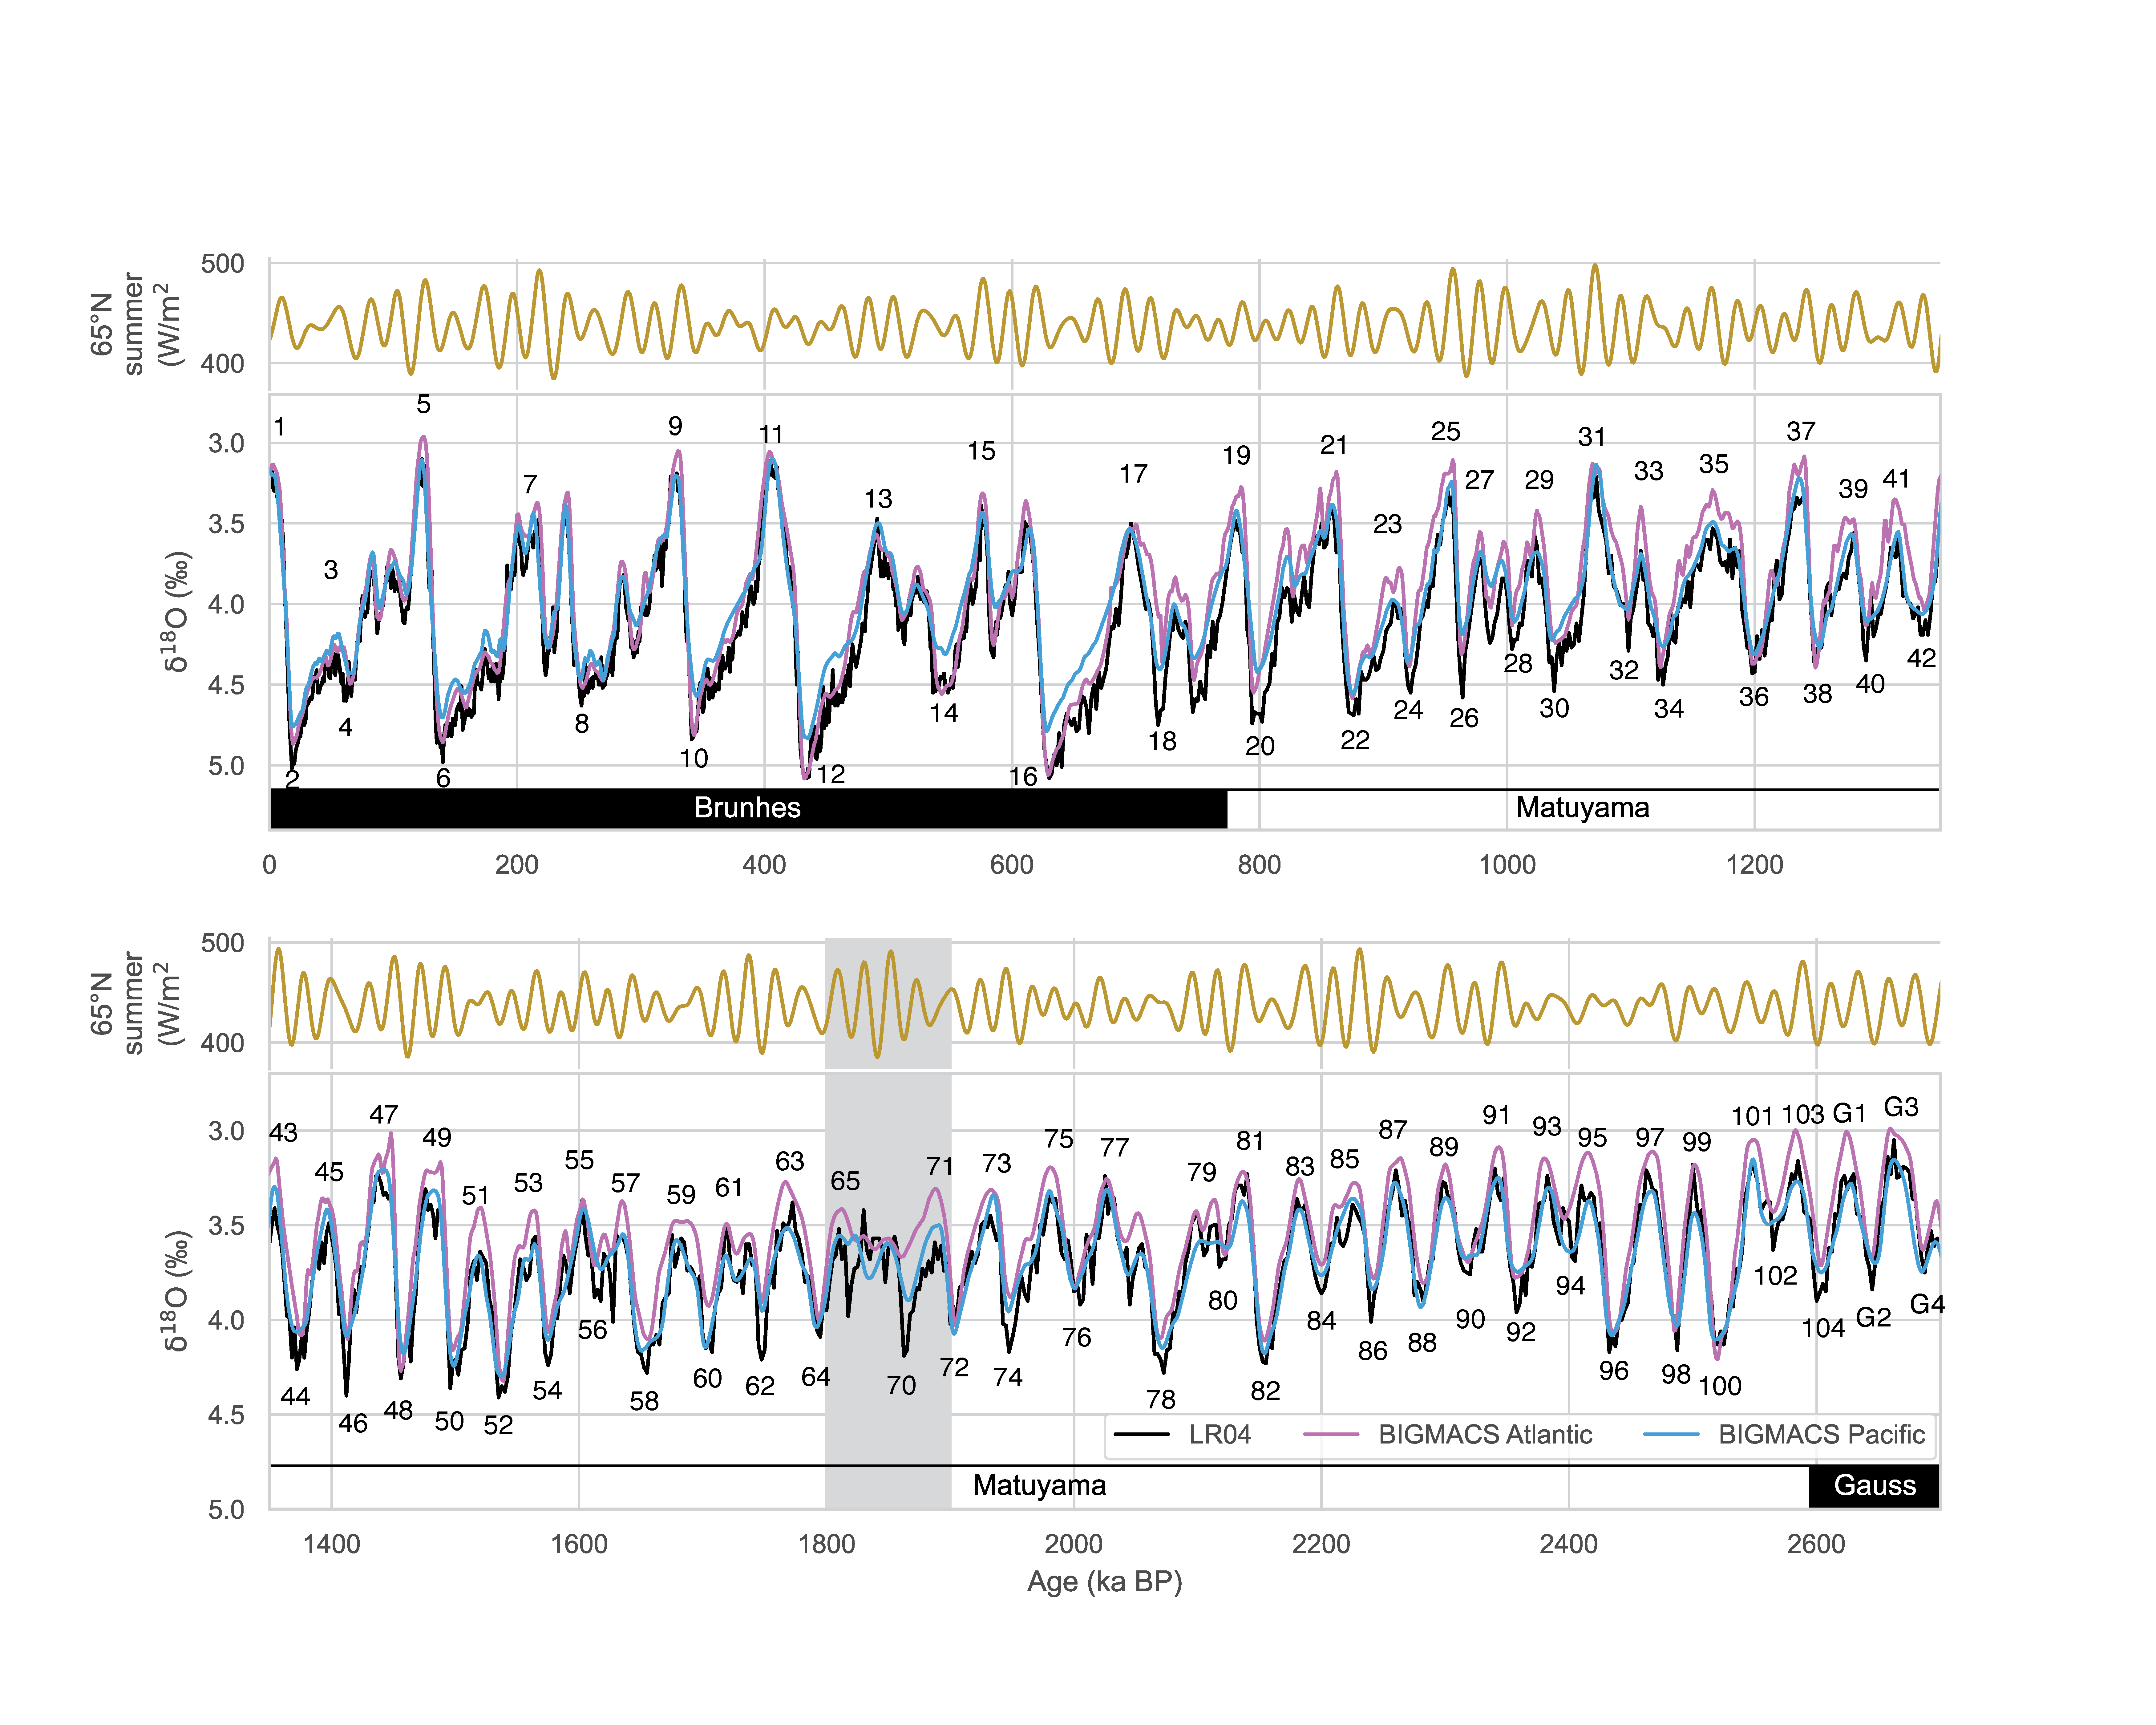 65°N
summer
(W/m²
500
400
1 3 5 7 9 11 13 15 17 19 21 23 25 27 29 31 33 35 37 39 41
δ¹⁸O (‰)
3.0
3.5
4.0
4.5
5.0
2 4 6 8 10 12 14 16 18 20 22 24 26 28 30 32 34 36 38 40 42
Brunhes Matuyama
0 200 400 600 800 1000 1200
65°N
summer
(W/m²
500
400
43 45 47 49 51 53 55 57 59 61 63 65 71 73 75 77 79 81 83 85 87 89 91 93 95 97 99 101 103 G1 G3
δ¹⁸O (‰)
3.0
3.5
4.0
4.5
5.0
44 46 48 50 52 54 56 58 60 62 64 70 72 74 76 78 80 82 84 86 88 90 92 94 96 98 100 102 104 G2 G4
LR04 BIGMACS Atlantic BIGMACS Pacific
Matuyama Gauss
1400 1600 1800 2000 2200 2400 2600
Age (ka BP)